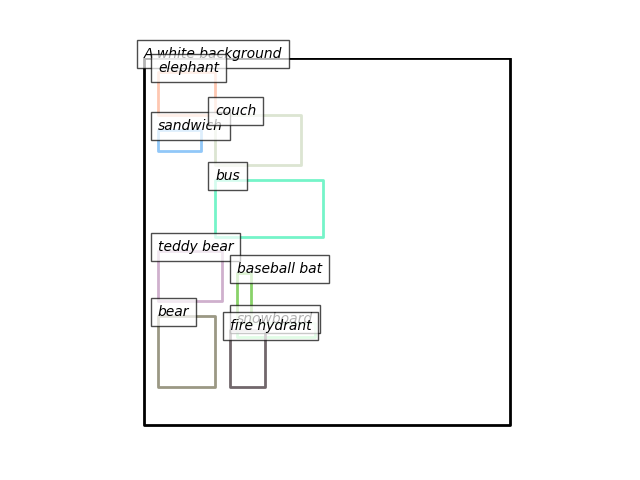 A white background
elephant
couch
sandwich
bus
teddy bear
baseball bat
bear
snowboard
fire hydrant